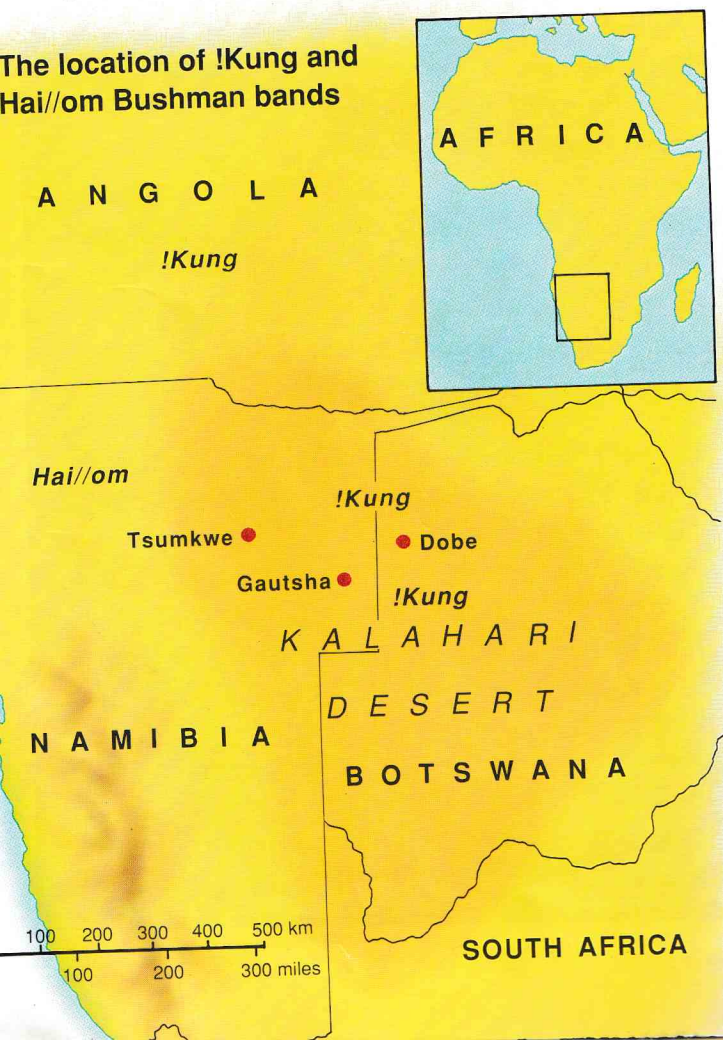 The location of !Kung and
Hai//om Bushman bands
AFRICA
ANGOLA
!Kung
Hai//om
!Kung
Tsumkwe
Dobe
Gautsha
!Kung
KALAHARI
DESERT
NAMIBIA
BOTSWANA
100 200 300 400 500 km
100 200 300 miles
SOUTH AFRICA